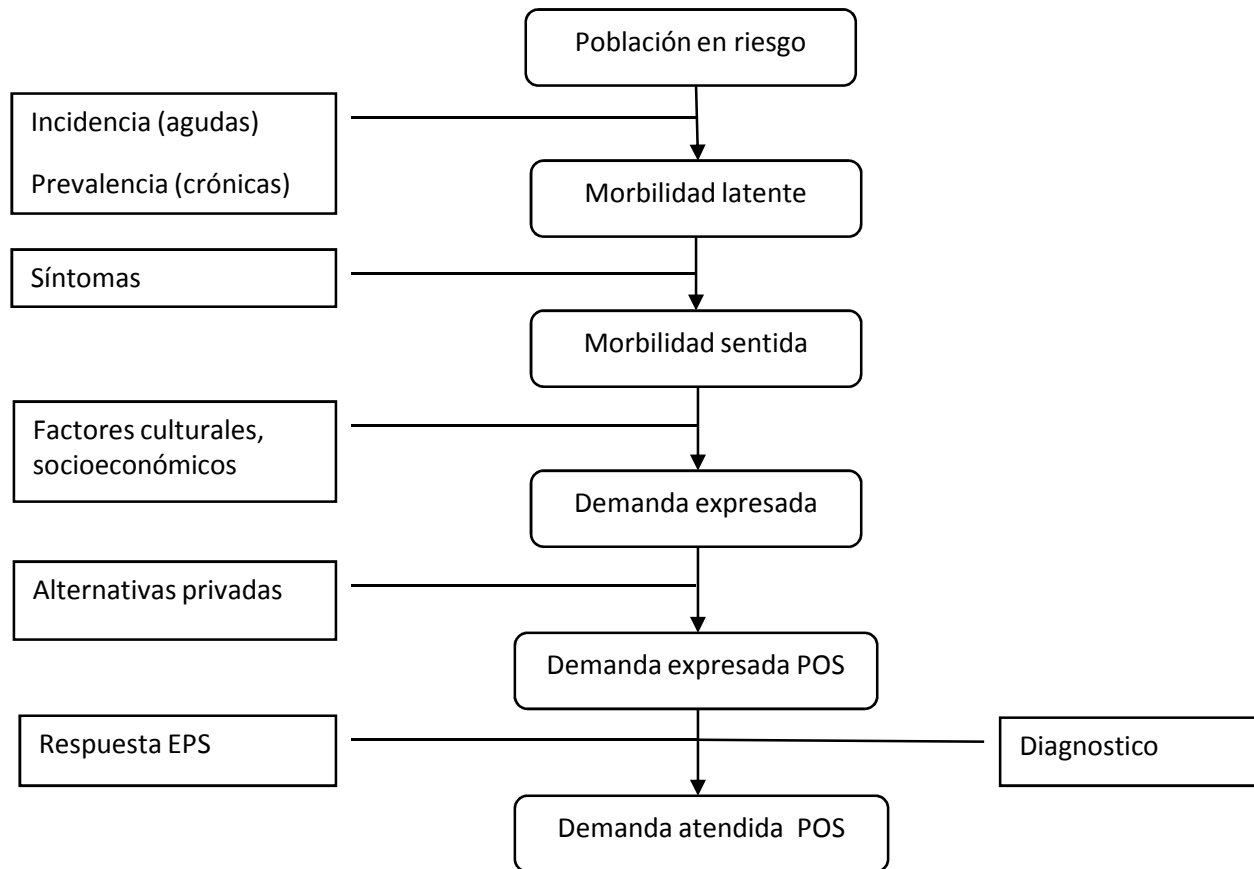 Población en riesgo
Incidencia (agudas)
Prevalencia (crónicas)
Morbilidad latente
Síntomas
Morbilidad sentida
Factores culturales,
socioeconómicos
Demanda expresada
Alternativas privadas
Demanda expresada POS
Respuesta EPS
Diagnostico
Demanda atendida POS